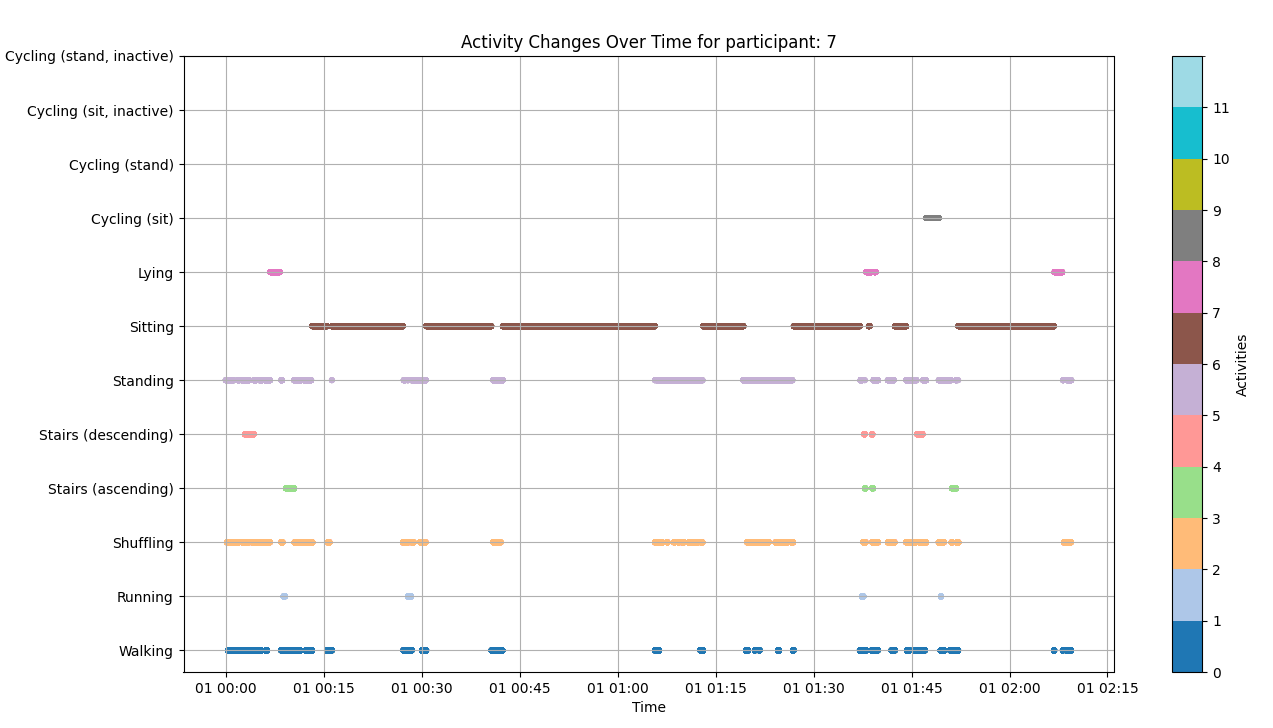 Activity Changes Over Time for participant: 7
Cycling (stand, inactive)
Cycling (sit, inactive)
Cycling (stand)
Cycling (sit)
Lying
Sitting
Standing
Stairs (descending)
Stairs (ascending)
Shuffling
Running
Walking
01 00:00 01 00:15 01 00:30 01 00:45 01 01:00 01 01:15 01 01:30 01 01:45 01 02:00 01 02:15
Time
11
10
9
8
7
6
5
4
3
2
1
0
Activities